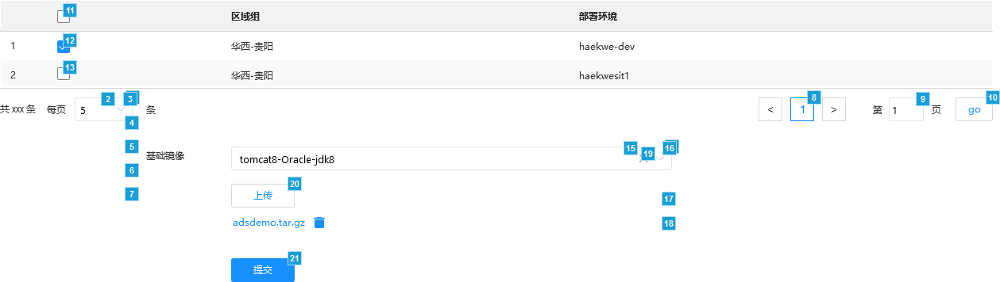 11
区域组 部署环境
1 12 华西-贵阳 haekwe-dev
2 13 华西-贵阳 haekwesit1
共 xxx 条 每页 5 2 3 条 < 1 8 > 第 1 9 页 go 10
4
5
基础镜像 tomcat8-Oracle-jdk8 15 19 16
6
7
上传 20
17
adsdemo.tar.gz 18
提交 21